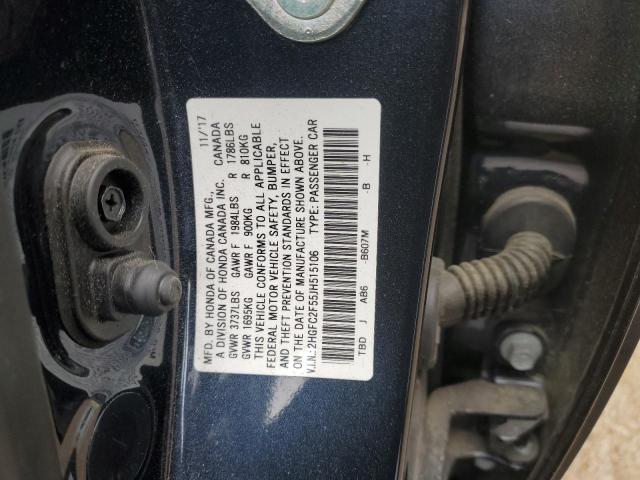 MFD. BY HONDA OF CANADA MFG., 11/'17
A DIVISION OF HONDA CANADA INC. CANADA
GVWR 3737LBS GAWR F 1984LBS R 1786LBS
GVWR 1695KG GAWR F 900KG R 810KG
THIS VEHICLE CONFORMS TO ALL APPLICABLE
FEDERAL MOTOR VEHICLE SAFETY, BUMPER,
AND THEFT PREVENTION STANDARDS IN EFFECT
ON THE DATE OF MANUFACTURE SHOWN ABOVE.
V.I.N.: 2HGFC2F55JH515106 TYPE: PASSENGER CAR
TBD J AB6 -B607M -B -H